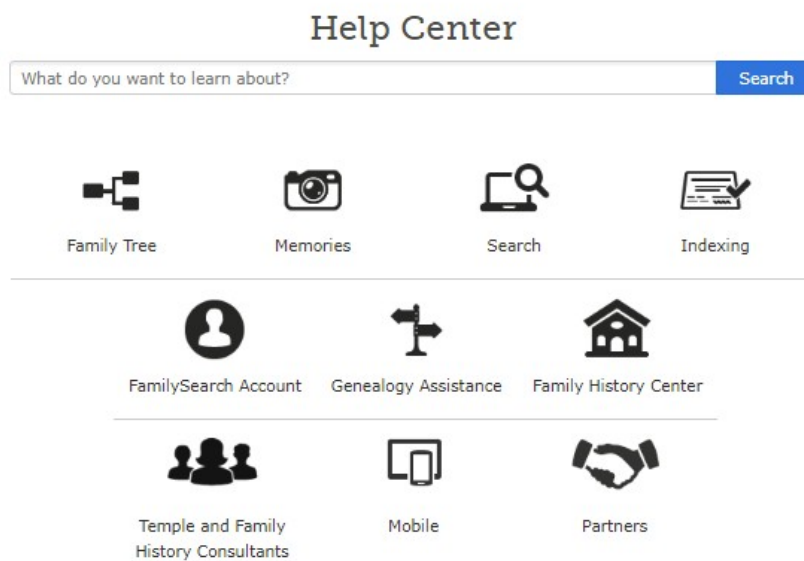 Help Center
What do you want to learn about? Search
Family Tree Memories Search Indexing
FamilySearch Account Genealogy Assistance Family History Center
Temple and Family History Consultants Mobile Partners